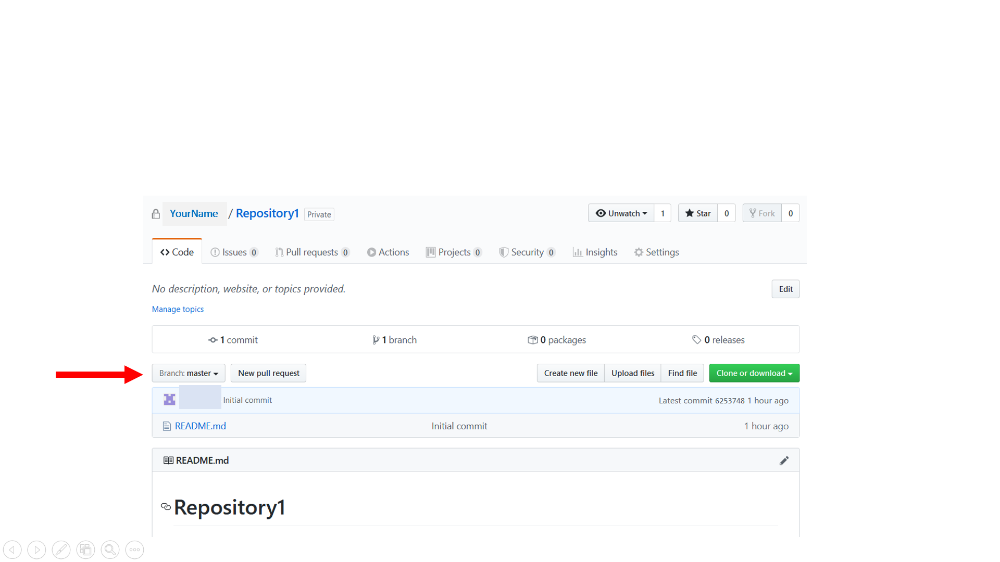 YourName / Repository1 Private Unwatch 1 Star 0 Fork 0
Code Issues 0 Pull requests 0 Actions Projects 0 Security 0 Insights Settings
No description, website, or topics provided. Edit
Manage topics
1 commit 1 branch 0 packages 0 releases
Branch: master New pull request Create new file Upload files Find file Clone or download
Initial commit Latest commit 6253748 1 hour ago
README.md Initial commit 1 hour ago
README.md
Repository1